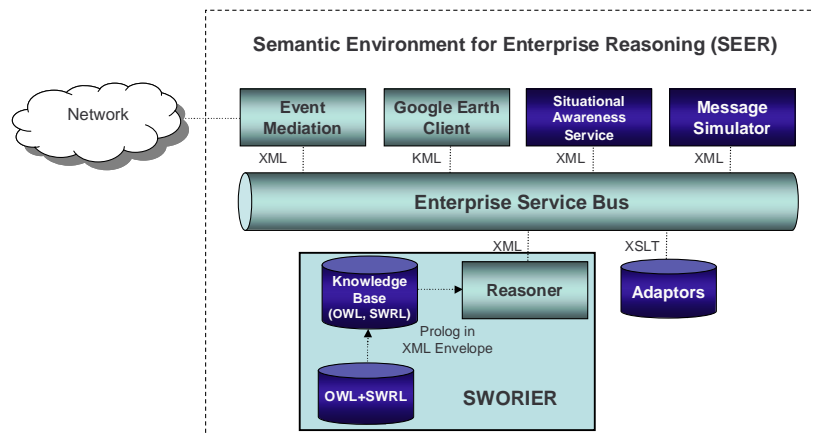 Semantic Environment for Enterprise Reasoning (SEER)
Network
Event
Mediation
Google Earth
Client
Situational
Awareness
Service
Message
Simulator
XML
KML
XML
XML
Enterprise Service Bus
XML
XSLT
Knowledge
Base
(OWL, SWRL)
Reasoner
Adaptors
Prolog in
XML Envelope
OWL+SWRL
SWORIER